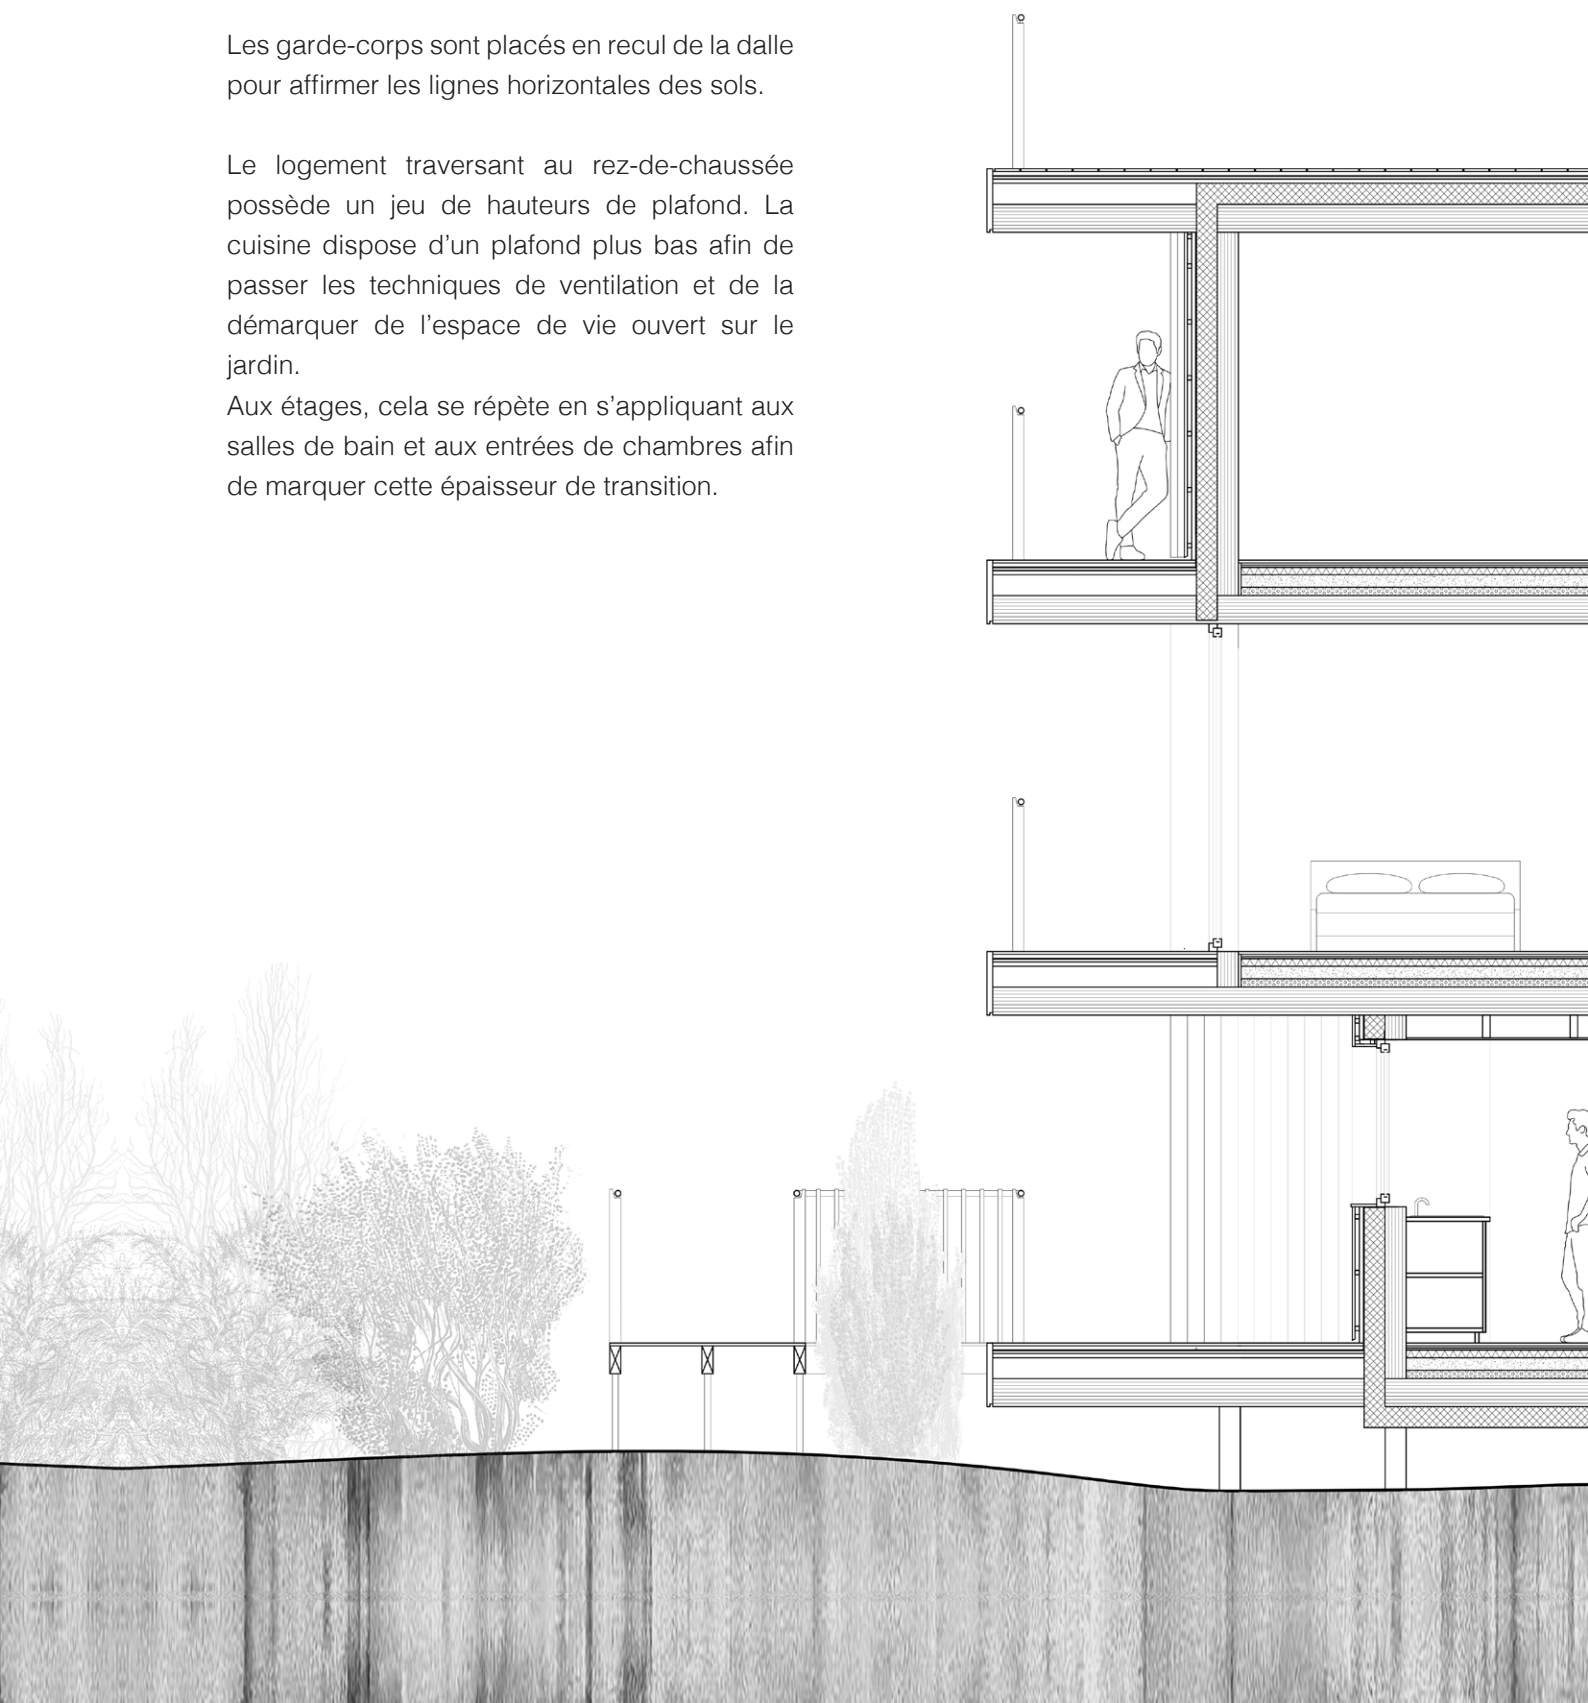 Les garde-corps sont placés en recul de la dalle
pour affirmer les lignes horizontales des sols.
Le logement traversant au rez-de-chaussée
possède un jeu de hauteurs de plafond. La
cuisine dispose d’un plafond plus bas afin de
passer les techniques de ventilation et de la
démarquer de l’espace de vie ouvert sur le
jardin.
Aux étages, cela se répète en s’appliquant aux
salles de bain et aux entrées de chambres afin
de marquer cette épaisseur de transition.